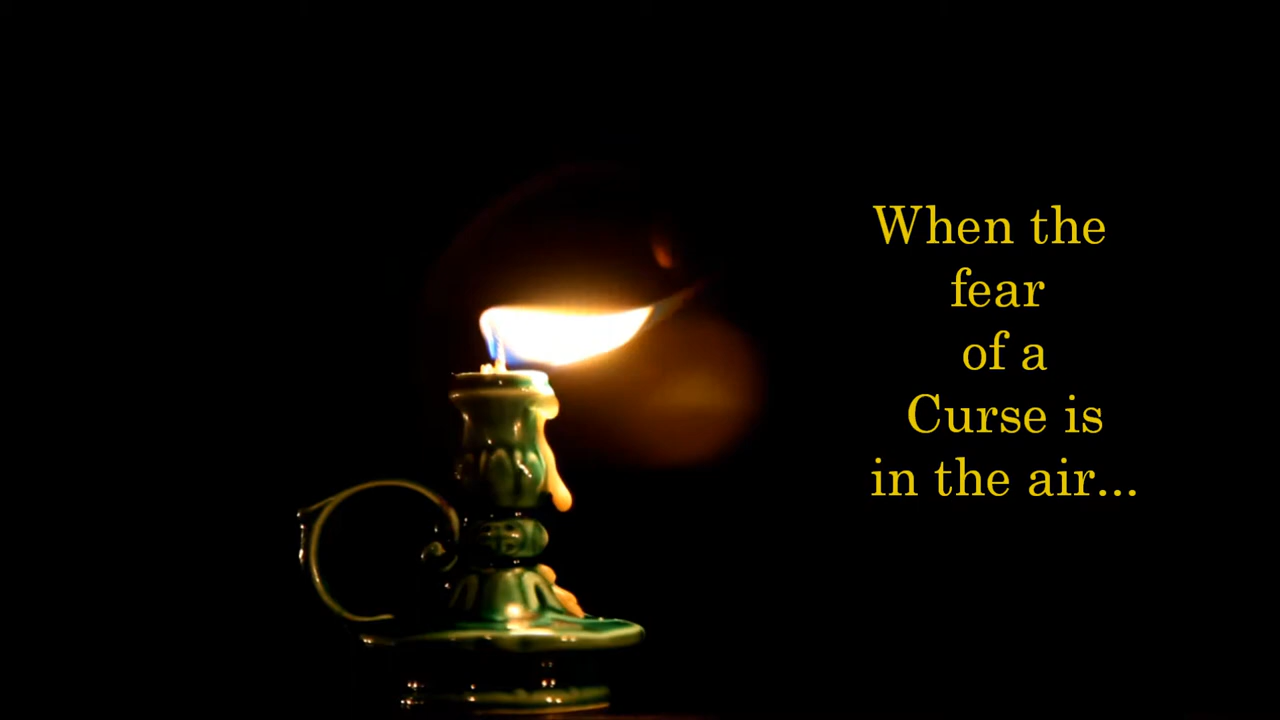 When the
fear
of a
Curse is
in the air...